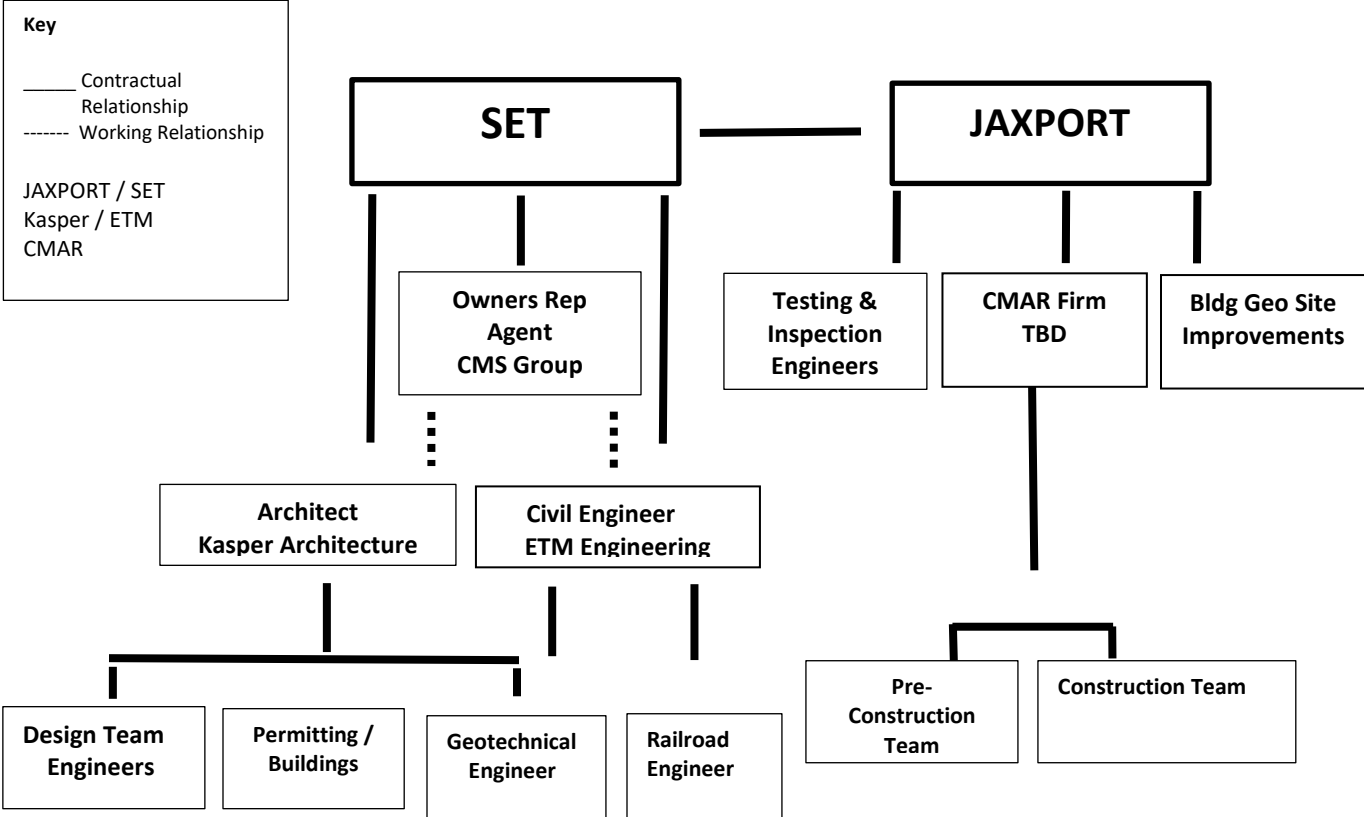 Key
_____ Contractual
Relationship
------- Working Relationship
JAXPORT / SET
Kasper / ETM
CMAR
SET
JAXPORT
Owners Rep
Agent
CMS Group
Testing &
Inspection
Engineers
CMAR Firm
TBD
Bldg Geo Site
Improvements
Architect
Kasper Architecture
Civil Engineer
ETM Engineering
Design Team
Engineers
Permitting /
Buildings
Geotechnical
Engineer
Railroad
Engineer
Pre-
Construction
Team
Construction Team